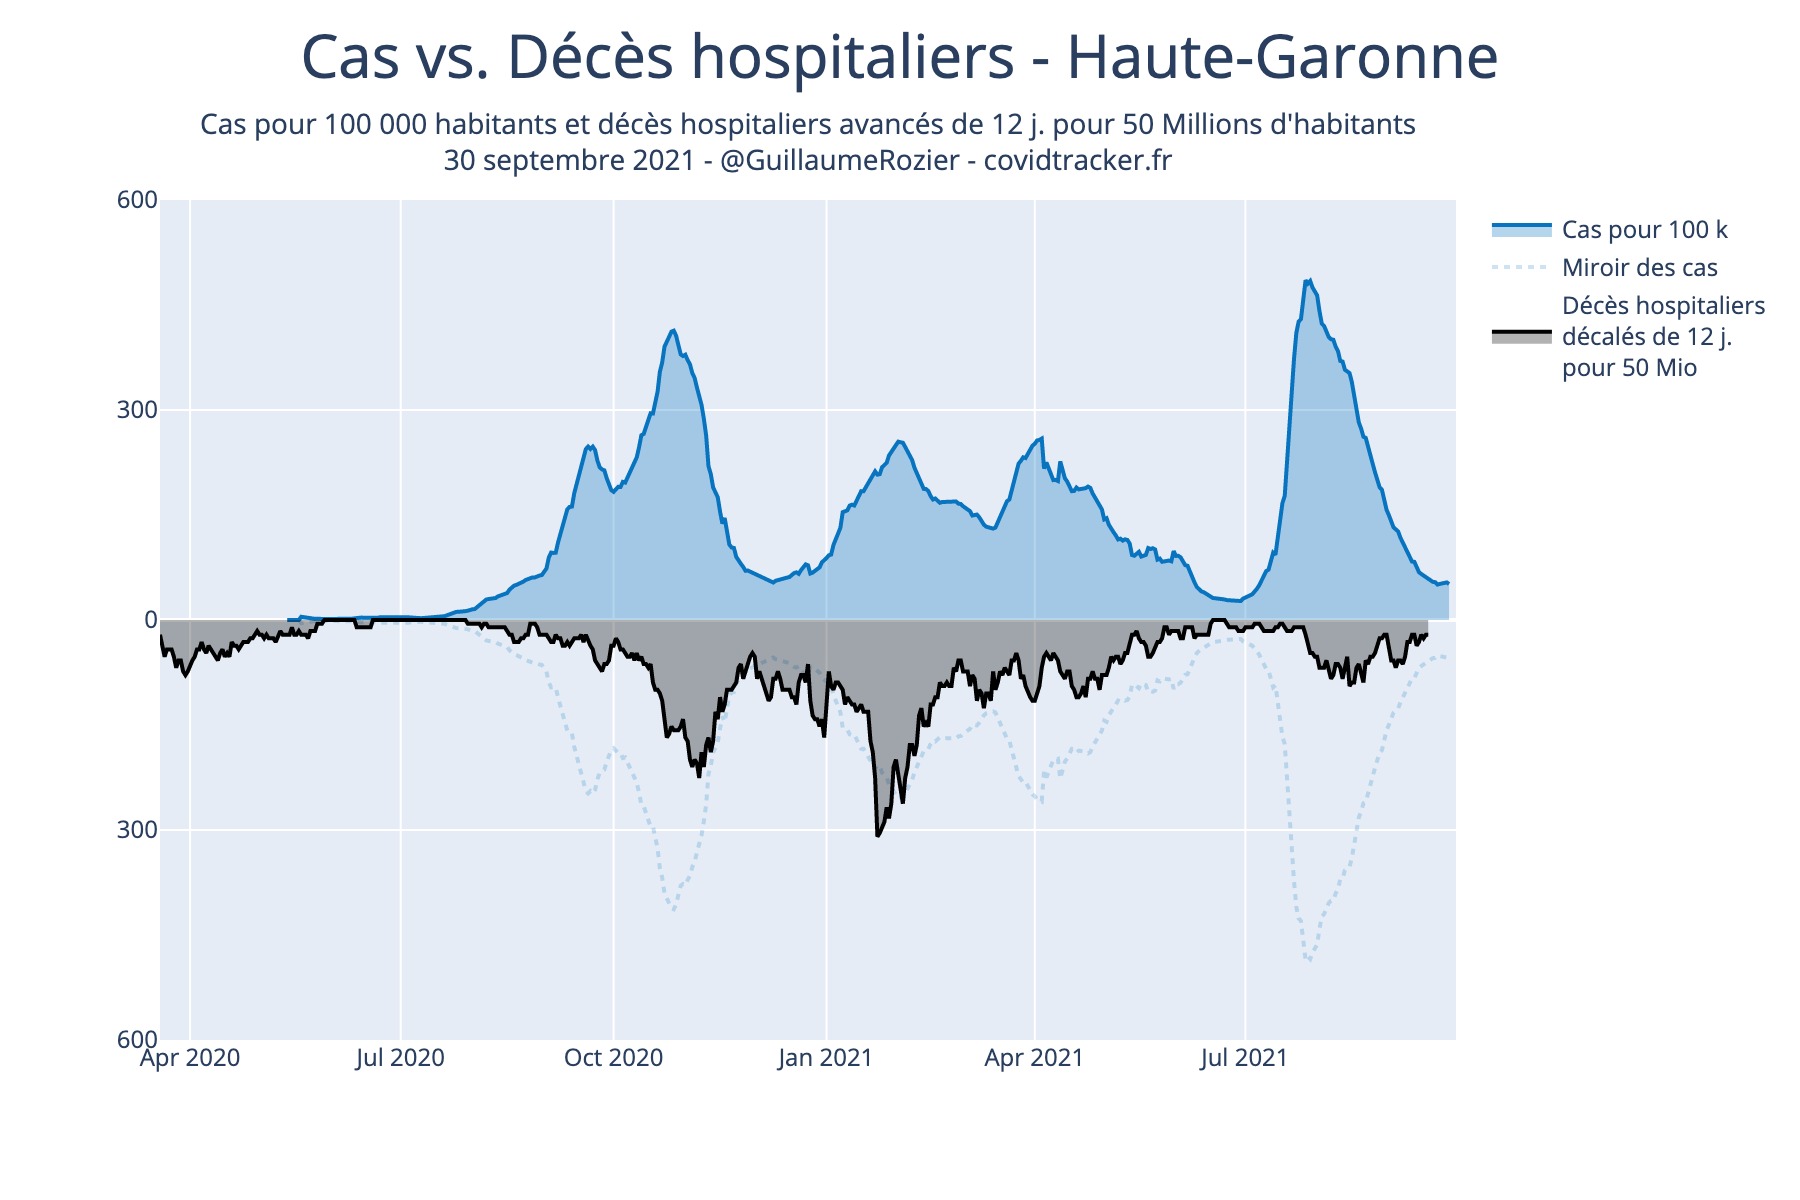 Cas vs. Décès hospitaliers - Haute-Garonne
Cas pour 100 000 habitants et décès hospitaliers avancés de 12 j. pour 50 Millions d'habitants
30 septembre 2021 - @GuillaumeRozier - covidtracker.fr
600
300
0
300
600
Apr 2020
Jul 2020
Oct 2020
Jan 2021
Apr 2021
Jul 2021
Cas pour 100 k
Miroir des cas
Décès hospitaliers
décalés de 12 j.
pour 50 Mio